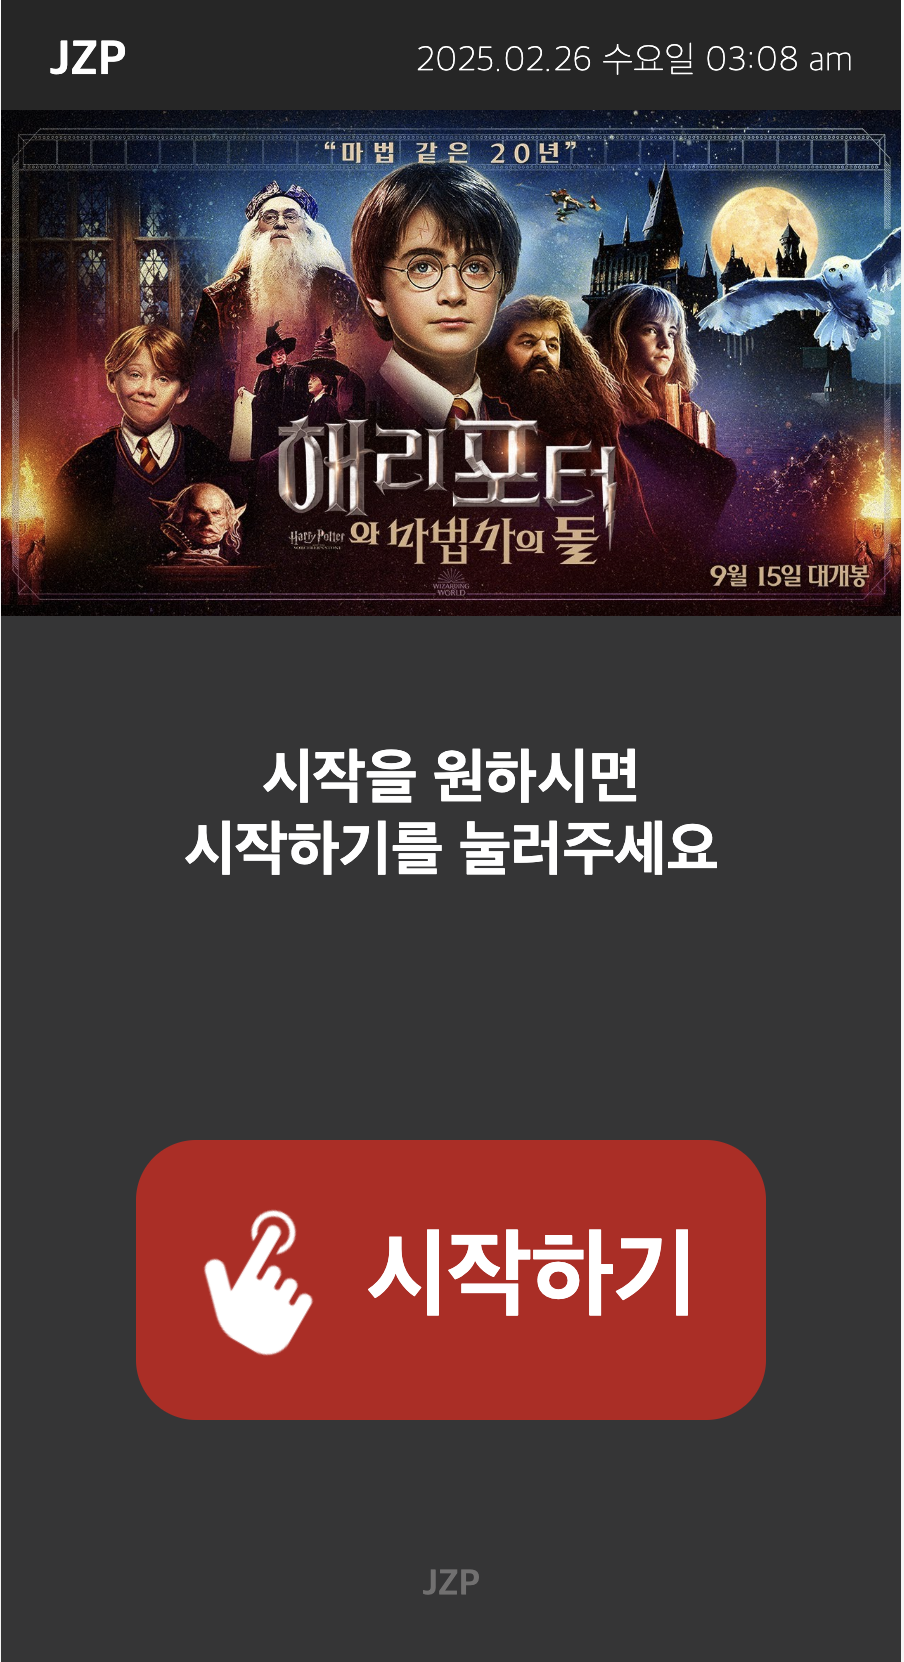 JZP
2025.02.26 수요일 03:08 am
“마법 같은 20년”
해리포터
Harry Potter
와 마법사의 돌
WIZARDING
WORLD
9월 15일 대개봉
시작을 원하시면
시작하기를 눌러주세요
시작하기
JZP